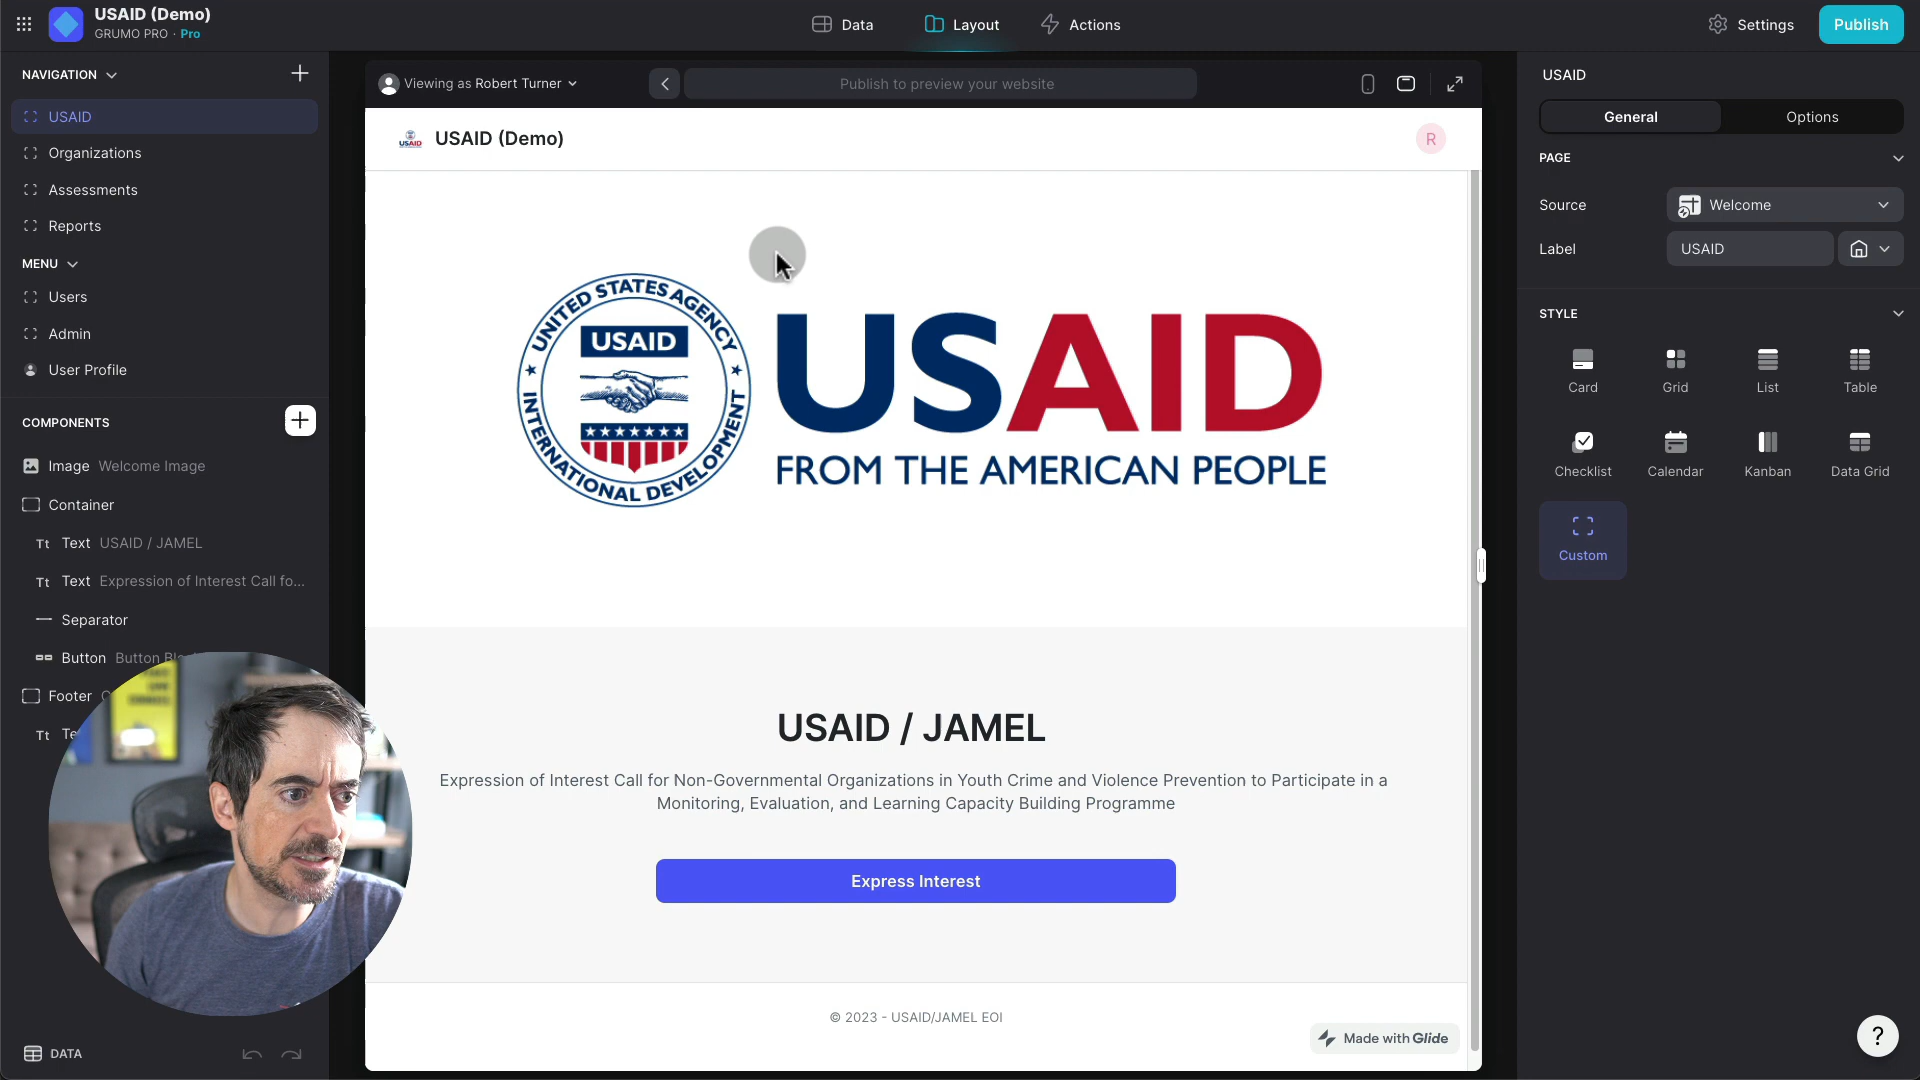 USAID (Demo)
GRUMO PRO · Pro
Data
Layout
Actions
Settings
Publish
NAVIGATION
USAID
Organizations
Assessments
Reports
MENU
Users
Admin
User Profile
COMPONENTS
Image Welcome Image
Container
Text USAID / JAMEL
Text Expression of Interest Call fo...
Separator
Button Button
Footer
DATA
Viewing as Robert Turner
Publish to preview your website
USAID
USAID (Demo)
R
UNITED STATES AGENCY
USAID
INTERNATIONAL DEVELOPMENT
USAID
FROM THE AMERICAN PEOPLE
USAID / JAMEL
Expression of Interest Call for Non-Governmental Organizations in Youth Crime and Violence Prevention to Participate in a
Monitoring, Evaluation, and Learning Capacity Building Programme
Express Interest
© 2023 - USAID/JAMEL EOI
Made with Glide
USAID
General
Options
PAGE
Source
Welcome
Label
USAID
STYLE
Card
Grid
List
Table
Checklist
Calendar
Kanban
Data Grid
Custom
?